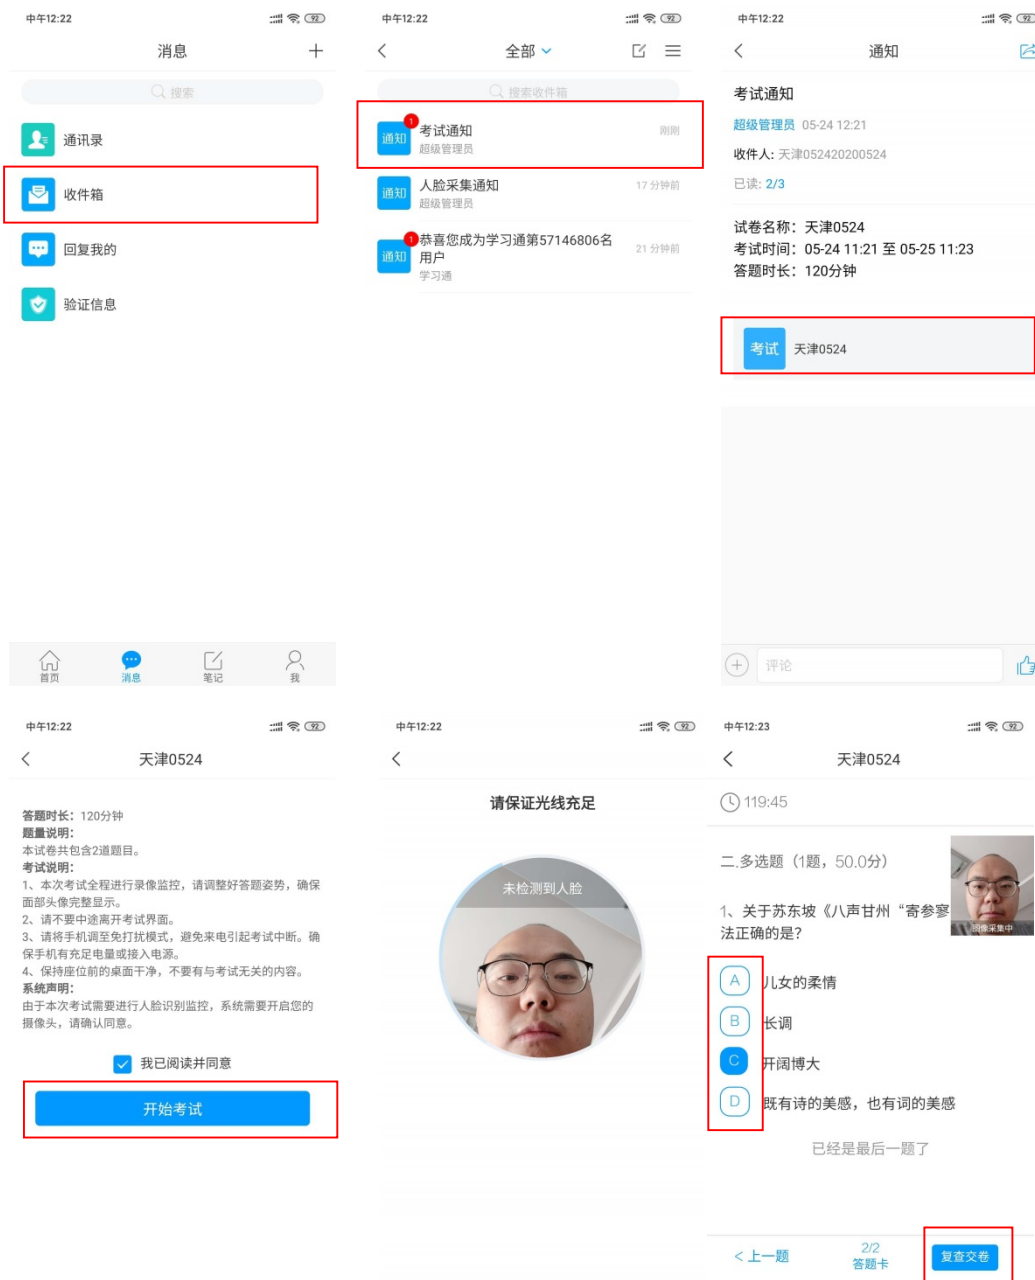 中午12:22
92
消息
搜索
通讯录
收件箱
回复我的
验证信息
首页
消息
笔记
我
中午12:22
92
全部
搜索收件箱
通知
1
考试通知
刚刚
超级管理员
通知
人脸采集通知
17 分钟前
超级管理员
通知
1
恭喜您成为学习通第57146806名
用户
21 分钟前
学习通
中午12:22
92
通知
考试通知
超级管理员 05-24 12:21
收件人: 天津052420200524
已读: 2/3
试卷名称：天津0524
考试时间：05-24 11:21 至 05-25 11:23
答题时长：120分钟
考试
天津0524
评论
中午12:22
92
天津0524
答题时长：120分钟
题量说明：
本试卷共包含2道题目。
考试说明：
1、本次考试全程进行录像监控，请调整好答题姿势，确保
面部头像完整显示。
2、请不要中途离开考试界面。
3、请将手机调至免打扰模式，避免来电引起考试中断。确
保手机有充足电量或接入电源。
4、保持座位前的桌面干净，不要有与考试无关的内容。
系统声明：
由于本次考试需要进行人脸识别监控，系统需要开启您的
摄像头，请确认同意。
我已阅读并同意
开始考试
中午12:22
92
请保证光线充足
未检测到人脸
中午12:23
92
天津0524
119:45
二.多选题（1题，50.0分）
图像采集中
1、关于苏东坡《八声甘州“寄参寥
法正确的是?
A 儿女的柔情
B 长调
C 开阔博大
D 既有诗的美感，也有词的美感
已经是最后一题了
< 上一题
2/2
答题卡
复查交卷